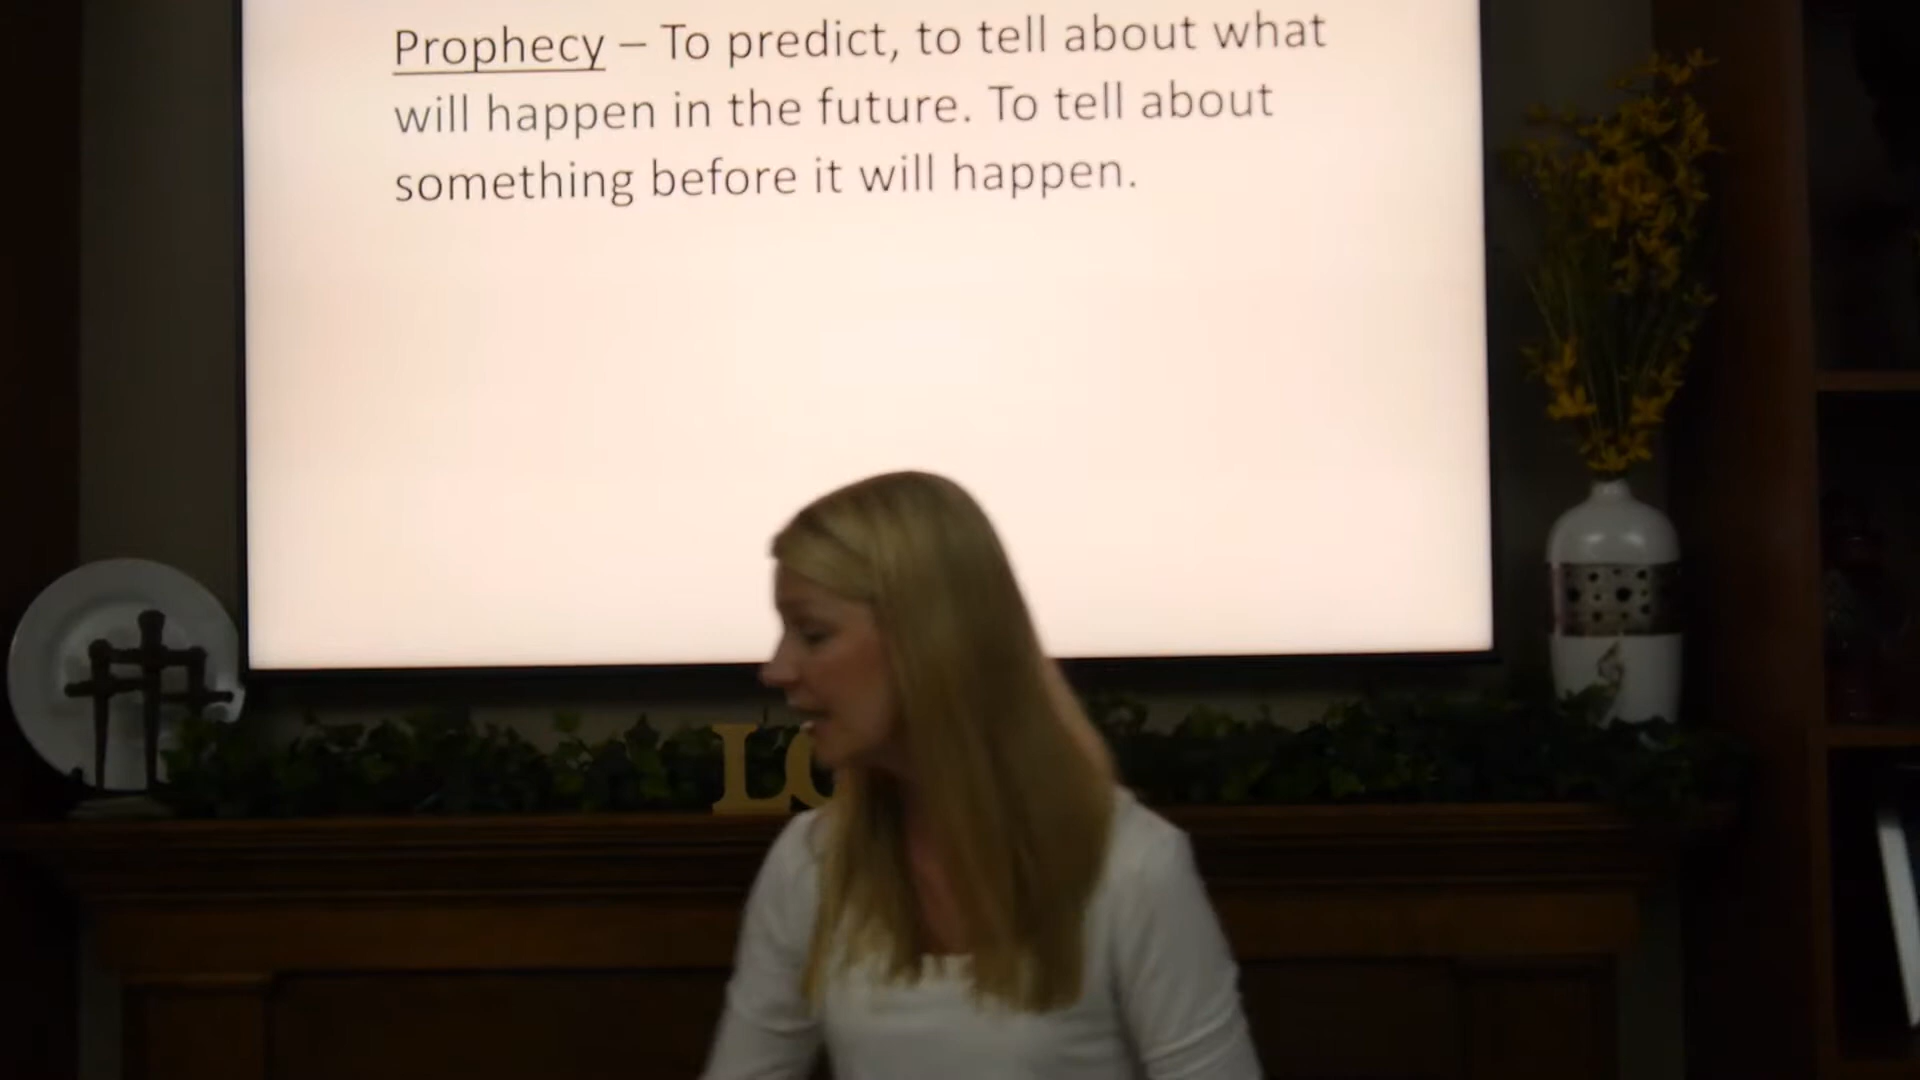 Prophecy – To predict, to tell about what
will happen in the future. To tell about
something before it will happen.
LO